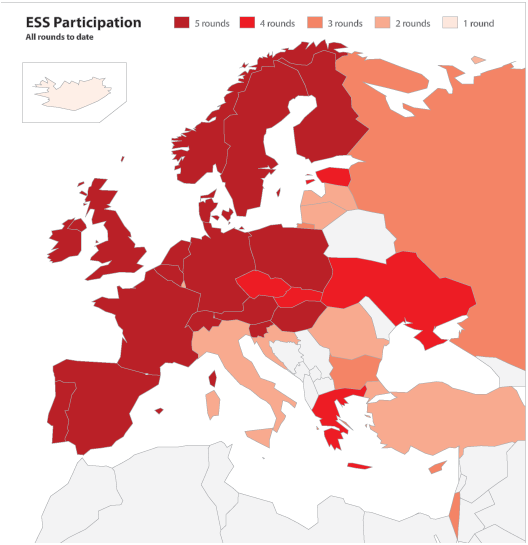 ESS Participation
All rounds to date
5 rounds
4 rounds
3 rounds
2 rounds
1 round